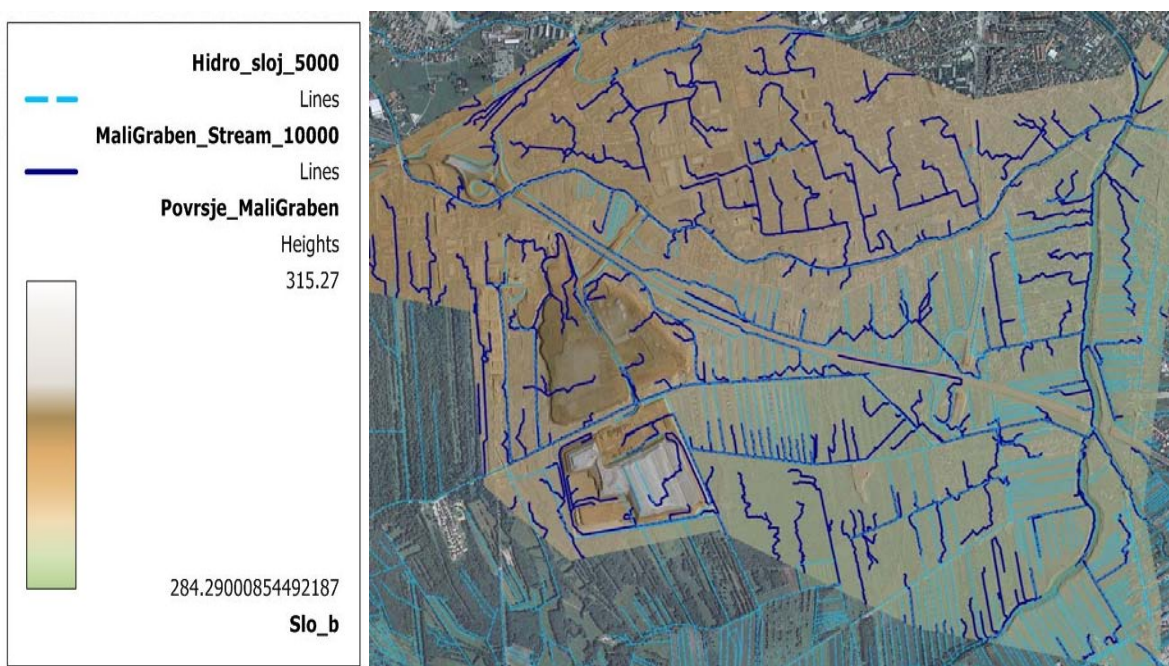 Hidro_sloj_5000
Lines
MaliGraben_Stream_10000
Lines
Povrsje_MaliGraben
Heights
315.27
284.29000854492187
Slo_b